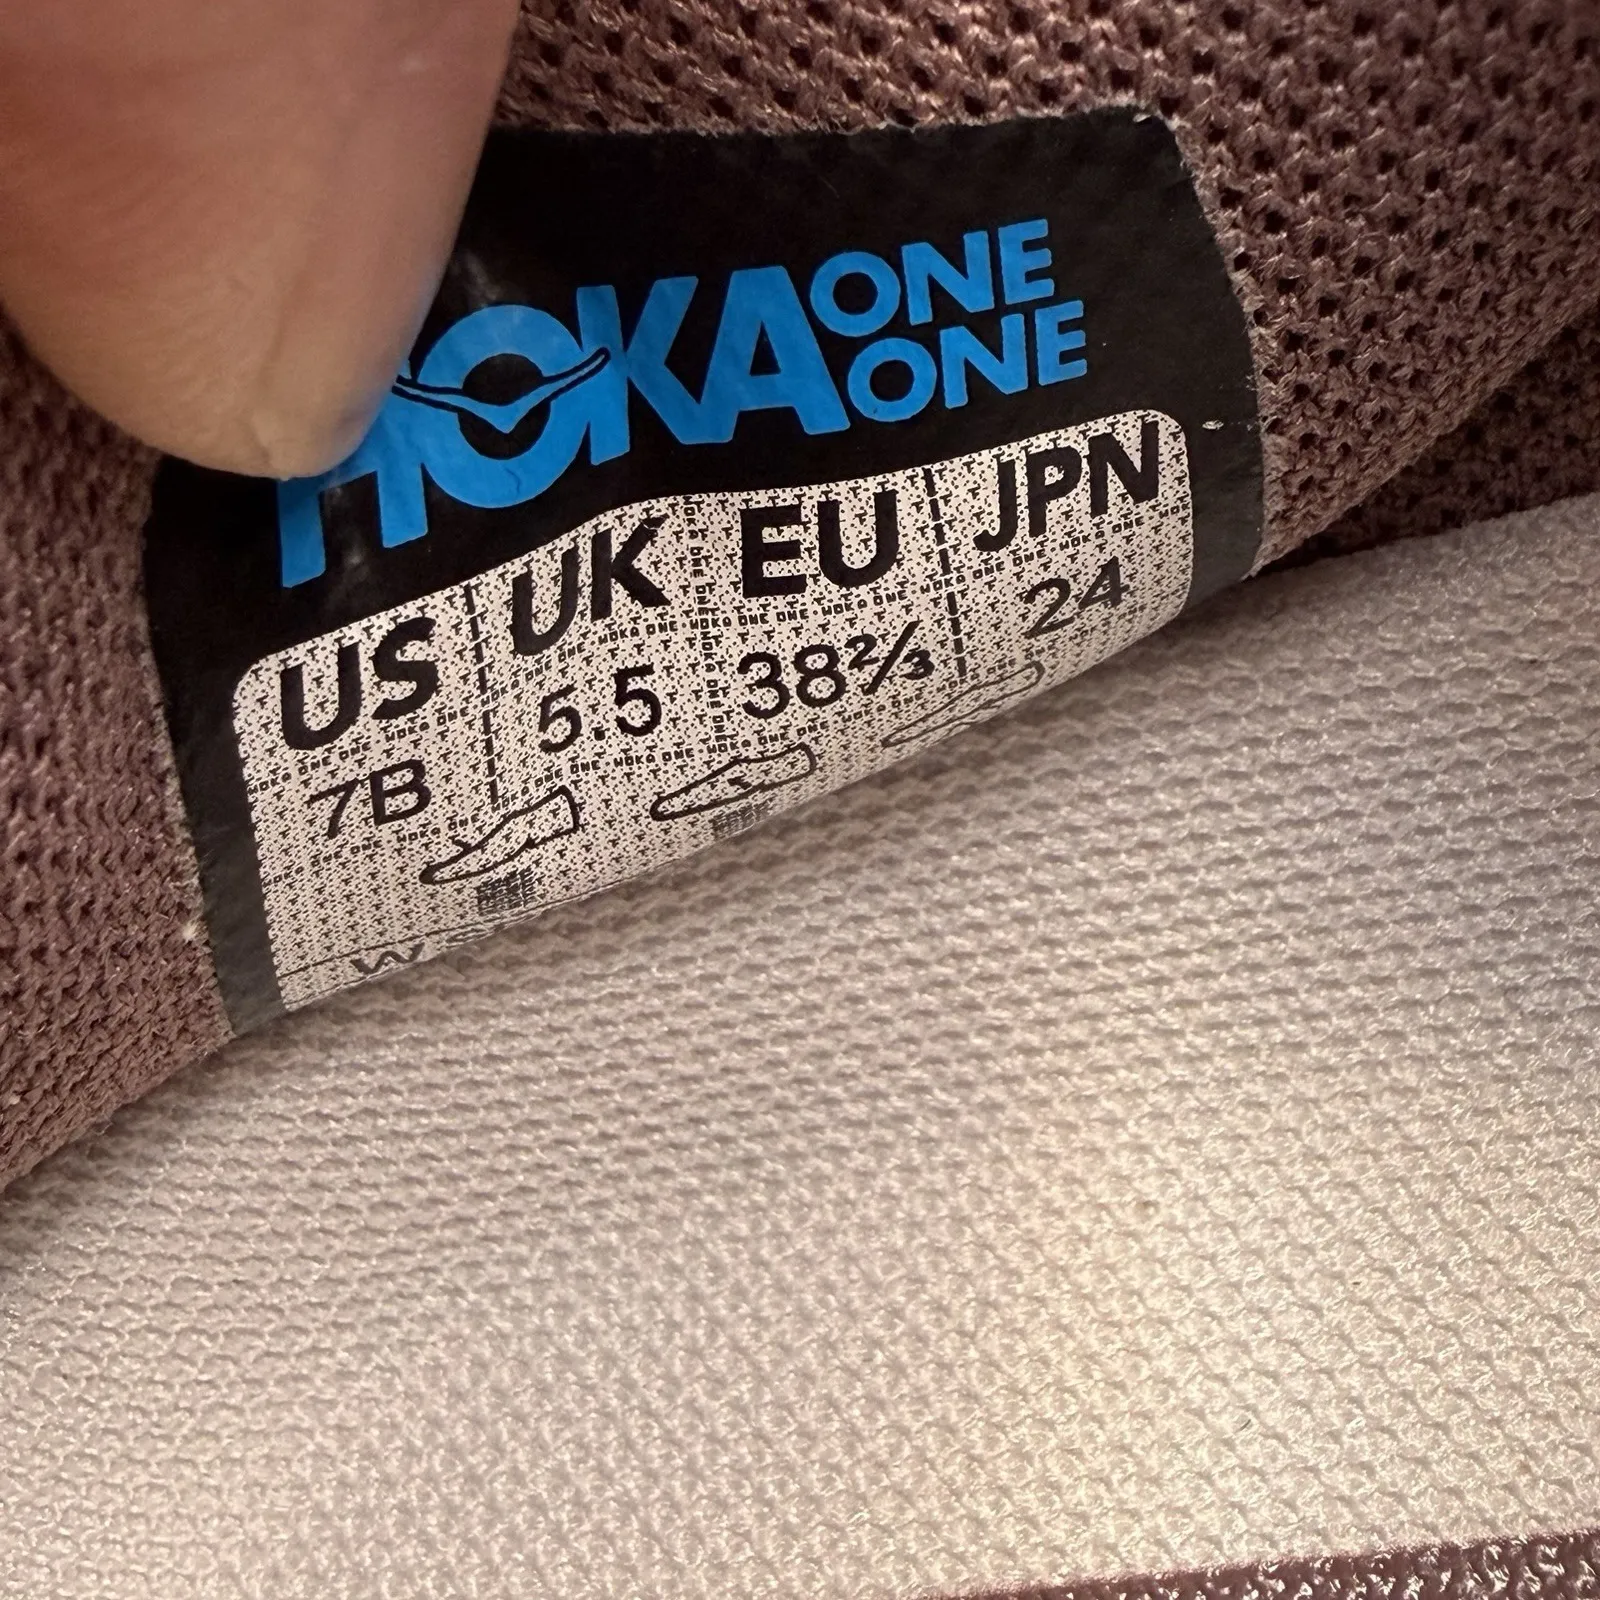 HOKA ONE ONE
US UK EU JPN
7B 5.5 38⅔ 24